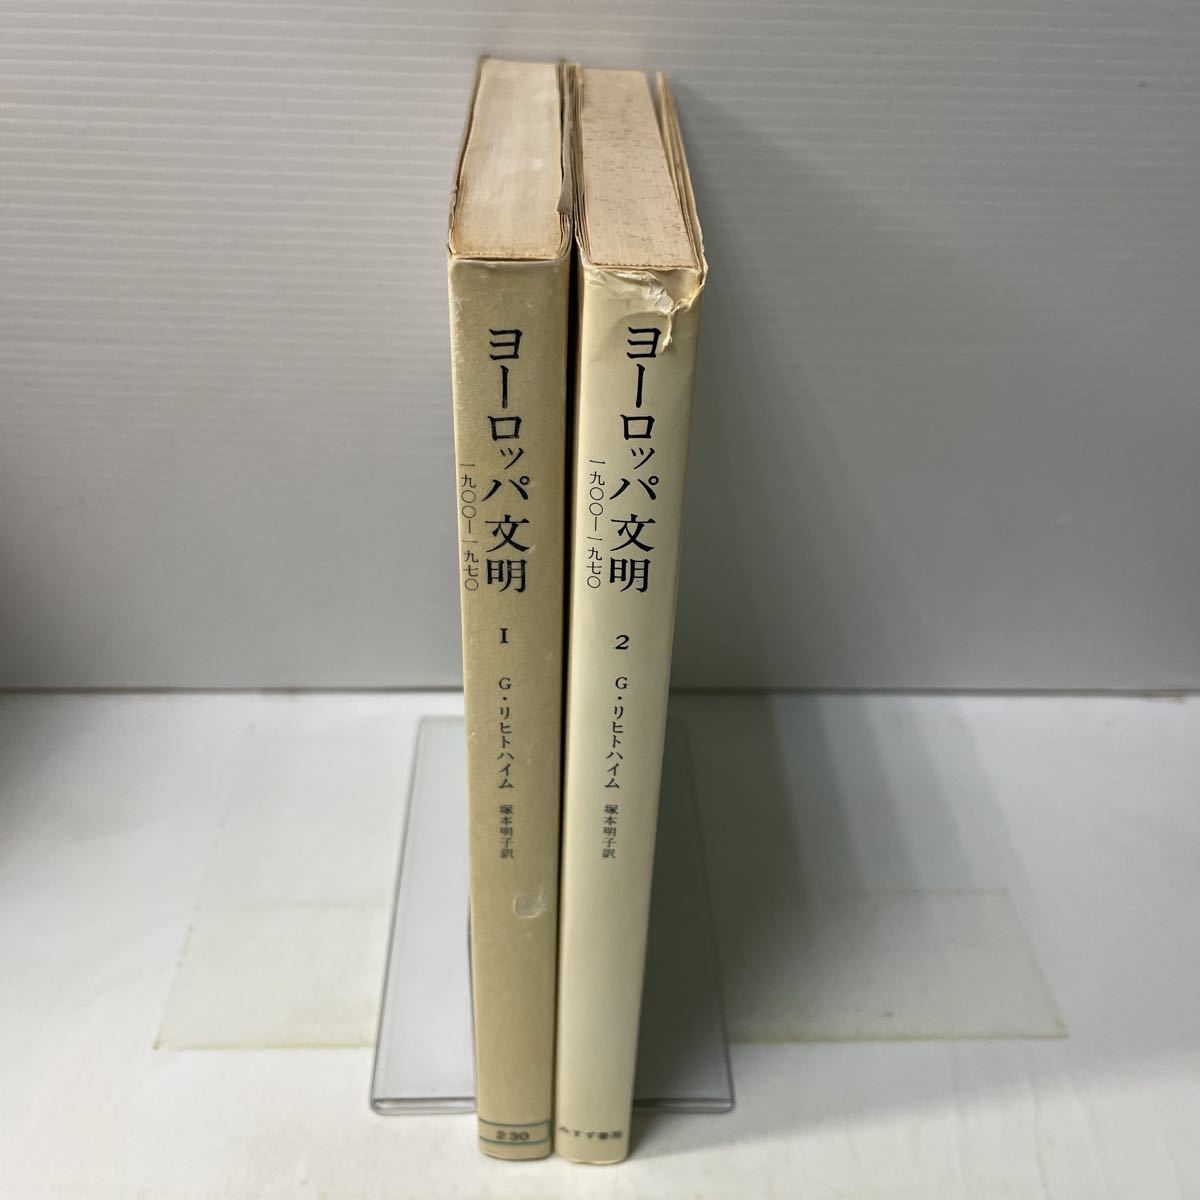 ヨーロッパ文明
一九〇〇―一九七〇
1
G・リヒトハイム
塚本明子訳
230
ヨーロッパ文明
一九〇〇―一九七〇
2
G・リヒトハイム
塚本明子訳
みすず書房